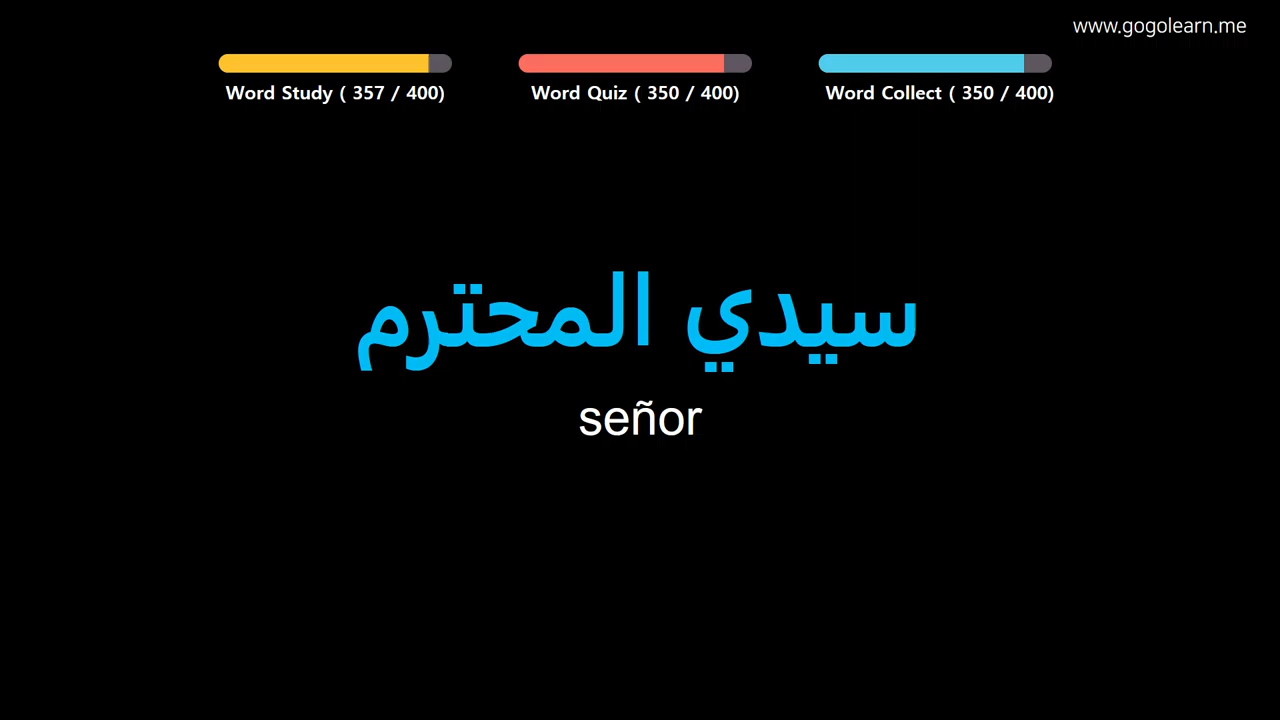 www.gogolearn.me
Word Study ( 357 / 400)
Word Quiz ( 350 / 400)
Word Collect ( 350 / 400)
سيدي المحترم
señor